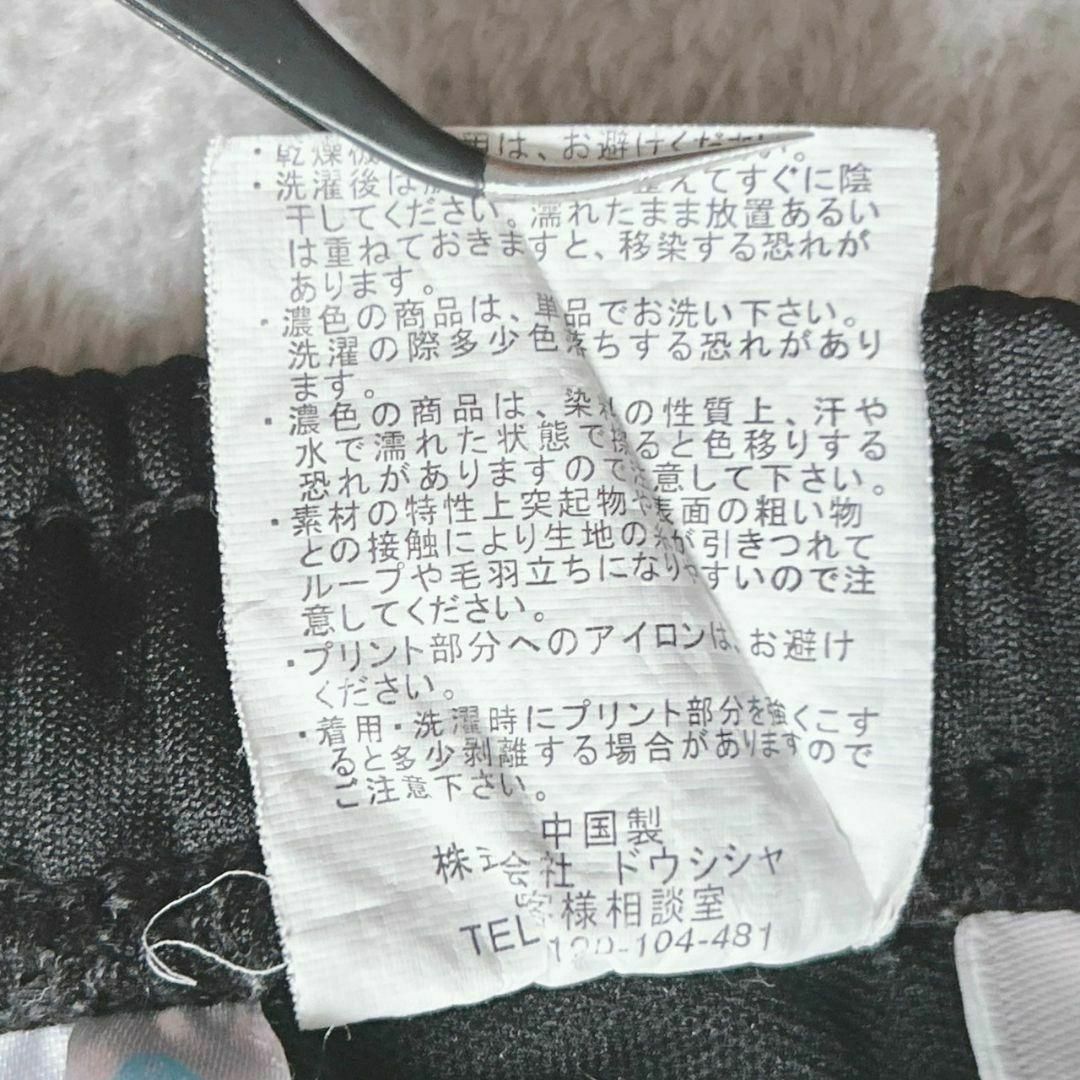 ・乾燥機 用は、お避けください。
・洗濯後は 整えてすぐに陰
干してください。濡れたまま放置あるい
は重ねておきますと、移染する恐れが
あります。
・濃色の商品は、単品でお洗い下さい。
洗濯の際多少色落ちする恐れがあり
ます。
・濃色の商品は、染料の性質上、汗や
水で濡れた状態で擦ると色移りする
恐れがありますので注意して下さい。
・素材の特性上突起物や表面の粗い物
との接触により生地の糸が引きつれて
ループや毛羽立ちになりやすいので注
意してください。
・プリント部分へのアイロンは、お避け
ください。
・着用・洗濯時にプリント部分を強くこす
ると多少剥離する場合がありますので
ご注意下さい。
中国製
株式会社 ドウシシャ
客様相談室
TEL 120-104-481